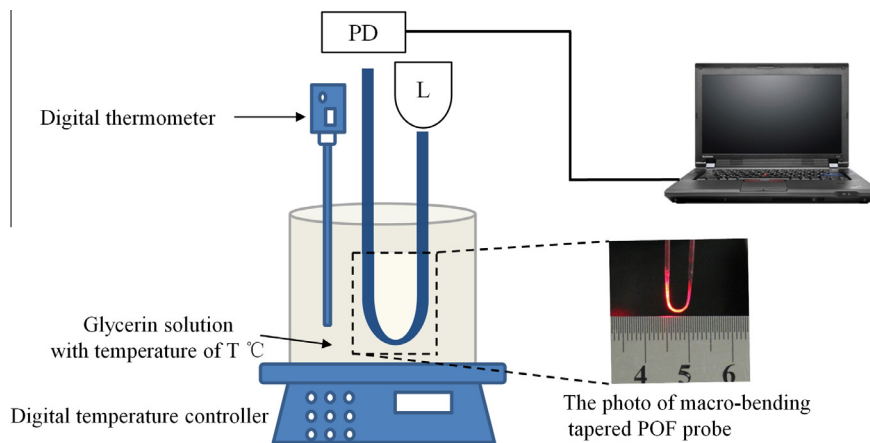 PD
L
Digital thermometer
Glycerin solution
with temperature of T ℃
Digital temperature controller
4 5 6
The photo of macro-bending
tapered POF probe